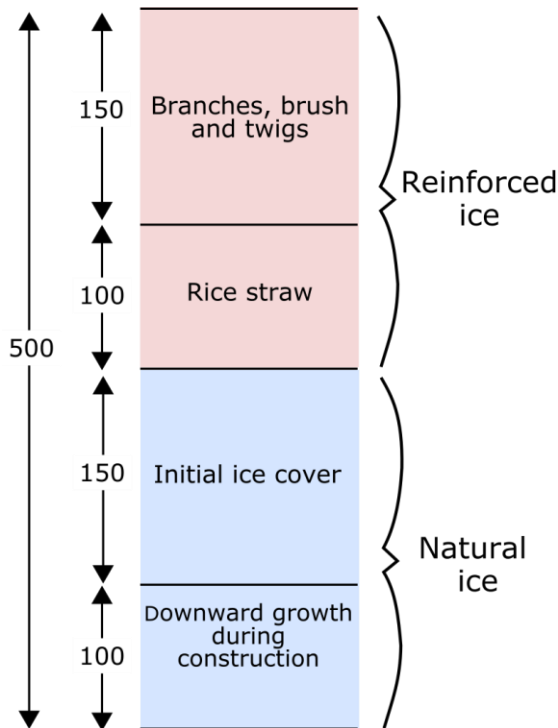 150
Branches, brush
and twigs
Reinforced
ice
100
Rice straw
500
150
Initial ice cover
Natural
ice
100
Downward growth
during
construction